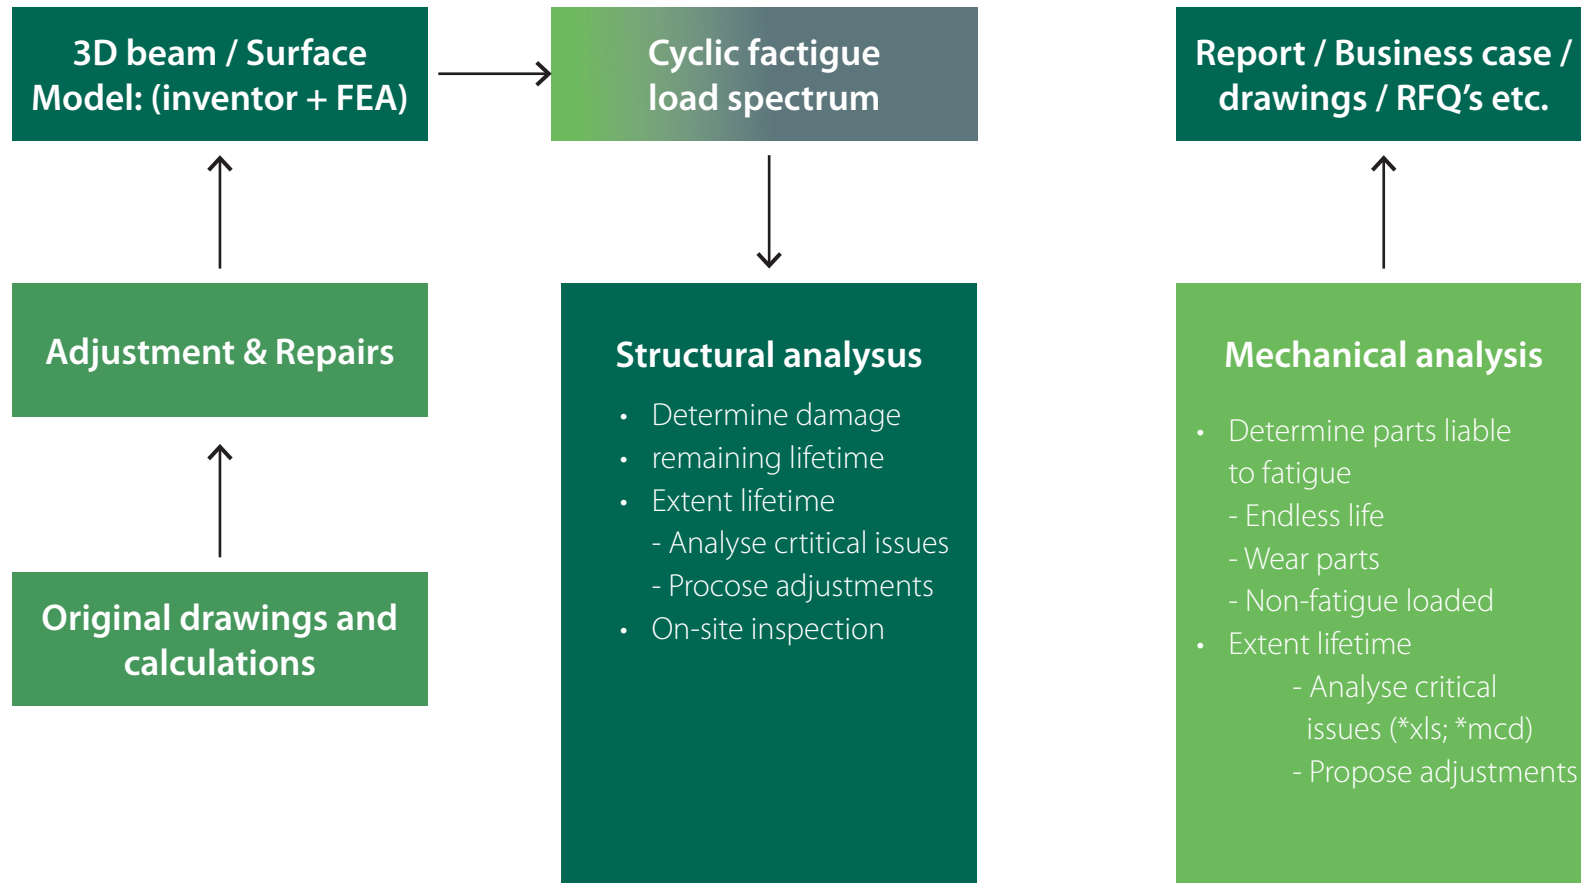 3D beam / Surface
Model: (inventor + FEA)
Cyclic factigue
load spectrum
Report / Business case /
drawings / RFQ's etc.
Adjustment & Repairs
Original drawings and
calculations
Structural analysus
• Determine damage
• remaining lifetime
• Extent lifetime
- Analyse crtitical issues
- Procose adjustments
• On-site inspection
Mechanical analysis
• Determine parts liable
to fatigue
- Endless life
- Wear parts
- Non-fatigue loaded
• Extent lifetime
- Analyse critical
issues (*xls; *mcd)
- Propose adjustments